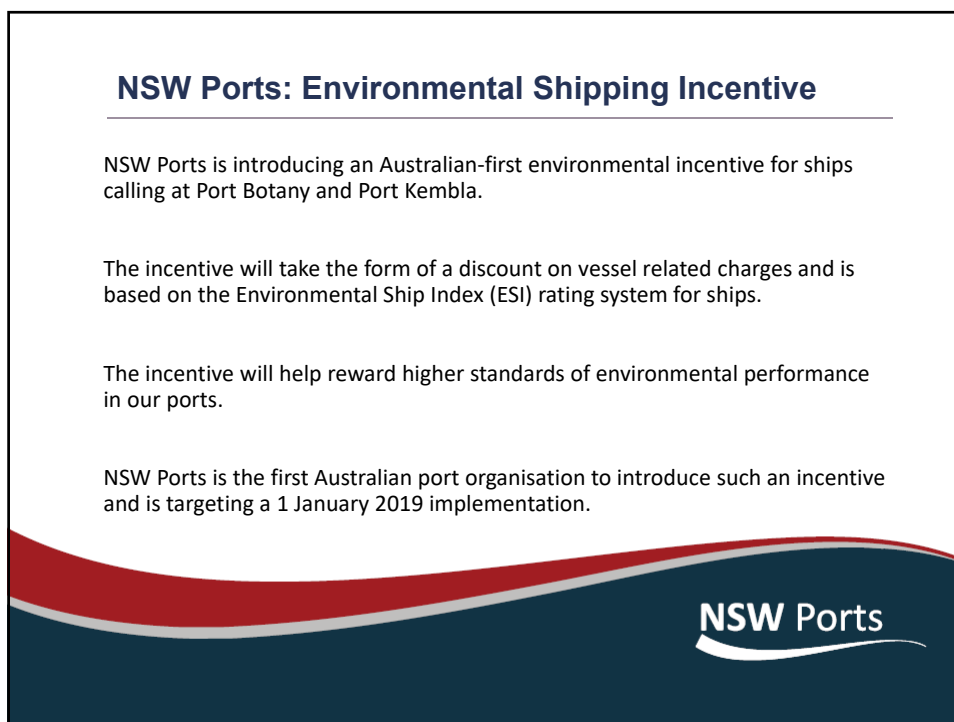 NSW Ports: Environmental Shipping Incentive
NSW Ports is introducing an Australian-first environmental incentive for ships
calling at Port Botany and Port Kembla.
The incentive will take the form of a discount on vessel related charges and is
based on the Environmental Ship Index (ESI) rating system for ships.
The incentive will help reward higher standards of environmental performance
in our ports.
NSW Ports is the first Australian port organisation to introduce such an incentive
and is targeting a 1 January 2019 implementation.
NSW Ports